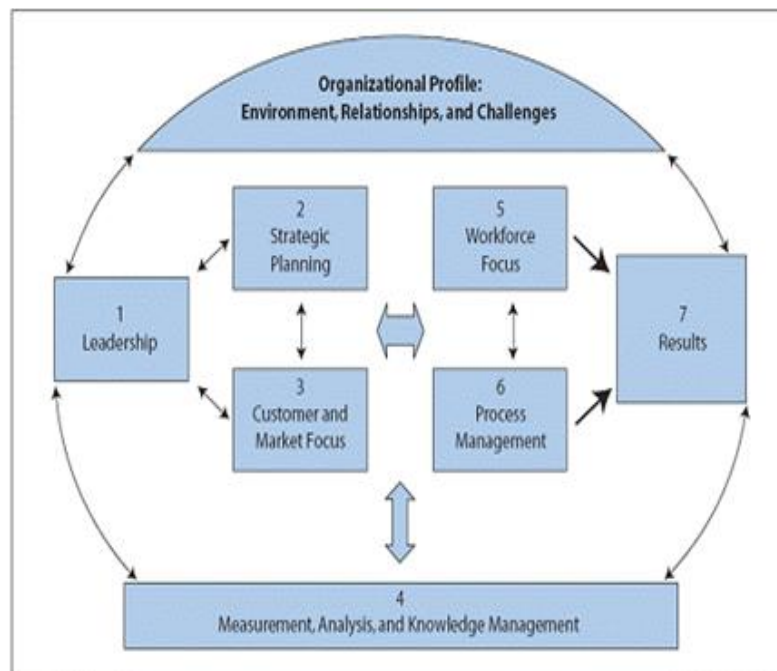 Organizational Profile:
Environment, Relationships, and Challenges
2
Strategic
Planning
5
Workforce
Focus
1
Leadership
7
Results
3
Customer and
Market Focus
6
Process
Management
4
Measurement, Analysis, and Knowledge Management